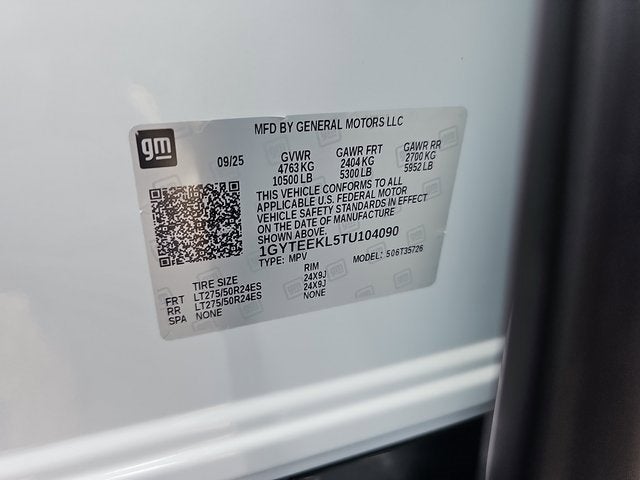 MFD BY GENERAL MOTORS LLC
gm
09/25
GVWR GAWR FRT GAWR RR
4763 KG 2404 KG 2700 KG
10500 LB 5300 LB 5952 LB
THIS VEHICLE CONFORMS TO ALL
APPLICABLE U.S. FEDERAL MOTOR
VEHICLE SAFETY STANDARDS IN EFFECT
ON THE DATE OF MANUFACTURE
SHOWN ABOVE.
1GYTEEKL5TU104090
TYPE: MPV MODEL: 506T35726
TIRE SIZE RIM
FRT LT275/50R24ES 24X9J
RR LT275/50R24ES 24X9J
SPA NONE NONE